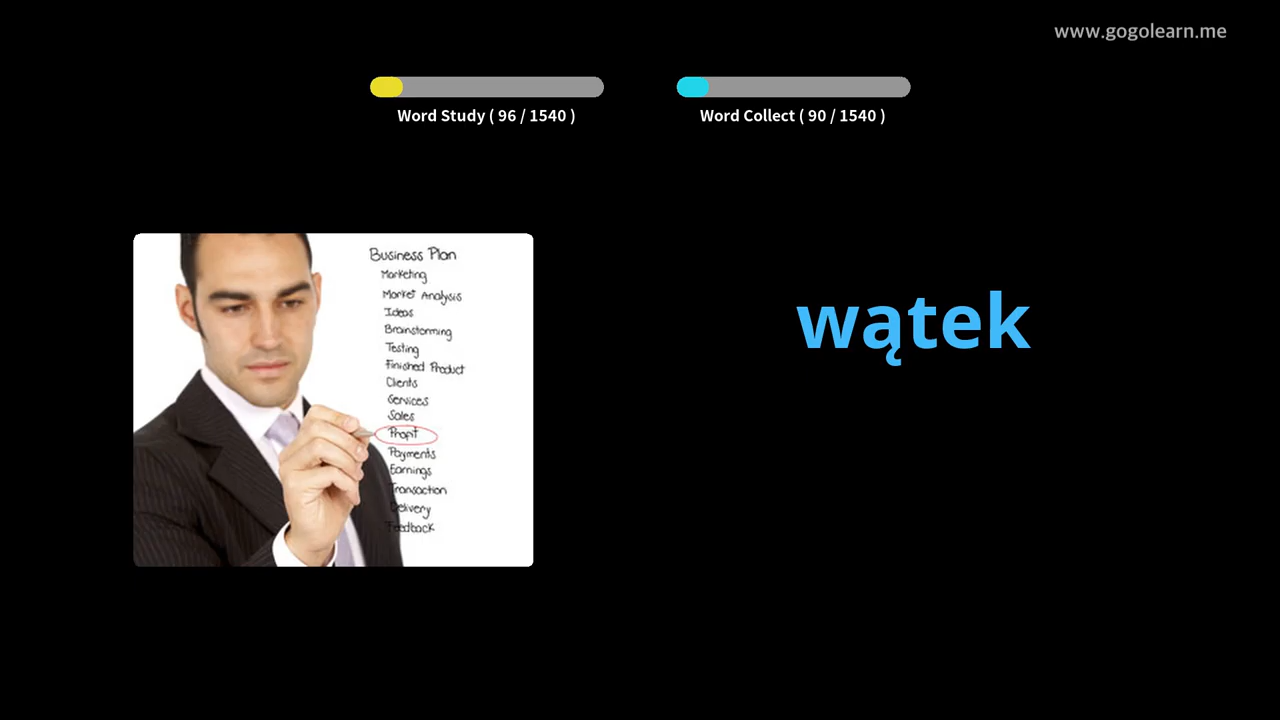 www.gogolearn.me
Word Study ( 96 / 1540 )
Word Collect ( 90 / 1540 )
Business Plan
Marketing
Market Analysis
Ideas
Brainstorming
Testing
Finished Product
Clients
Services
Sales
Profit
Payments
Earnings
Transaction
Delivery
Feedback
wątek